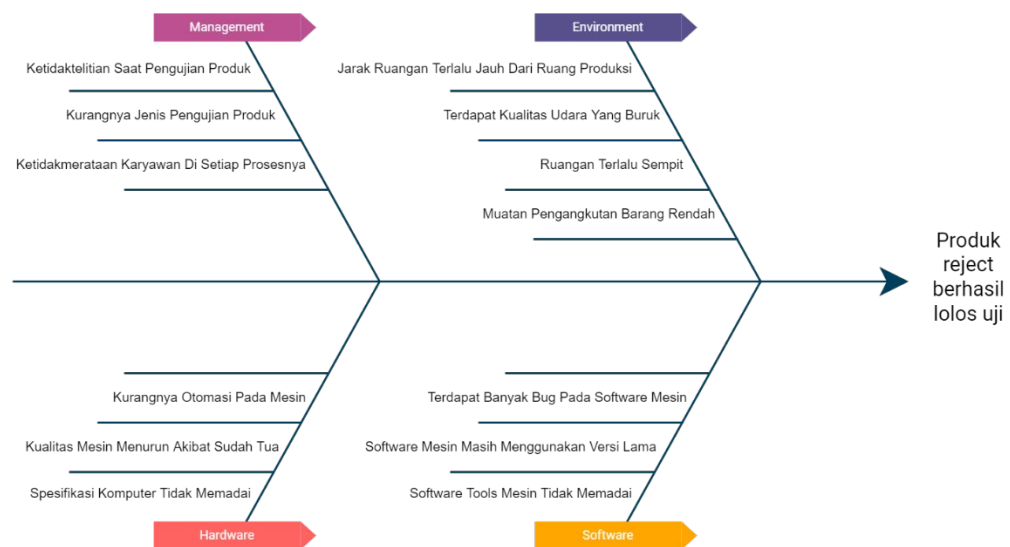 Management
Ketidaktelitian Saat Pengujian Produk
Kurangnya Jenis Pengujian Produk
Ketidakmerataan Karyawan Di Setiap Prosesnya
Environment
Jarak Ruangan Terlalu Jauh Dari Ruang Produksi
Terdapat Kualitas Udara Yang Buruk
Ruangan Terlalu Sempit
Muatan Pengangkutan Barang Rendah
Produk
reject
berhasil
lolos uji
Kurangnya Otomasi Pada Mesin
Kualitas Mesin Menurun Akibat Sudah Tua
Spesifikasi Komputer Tidak Memadai
Hardware
Terdapat Banyak Bug Pada Software Mesin
Software Mesin Masih Menggunakan Versi Lama
Software Tools Mesin Tidak Memadai
Software